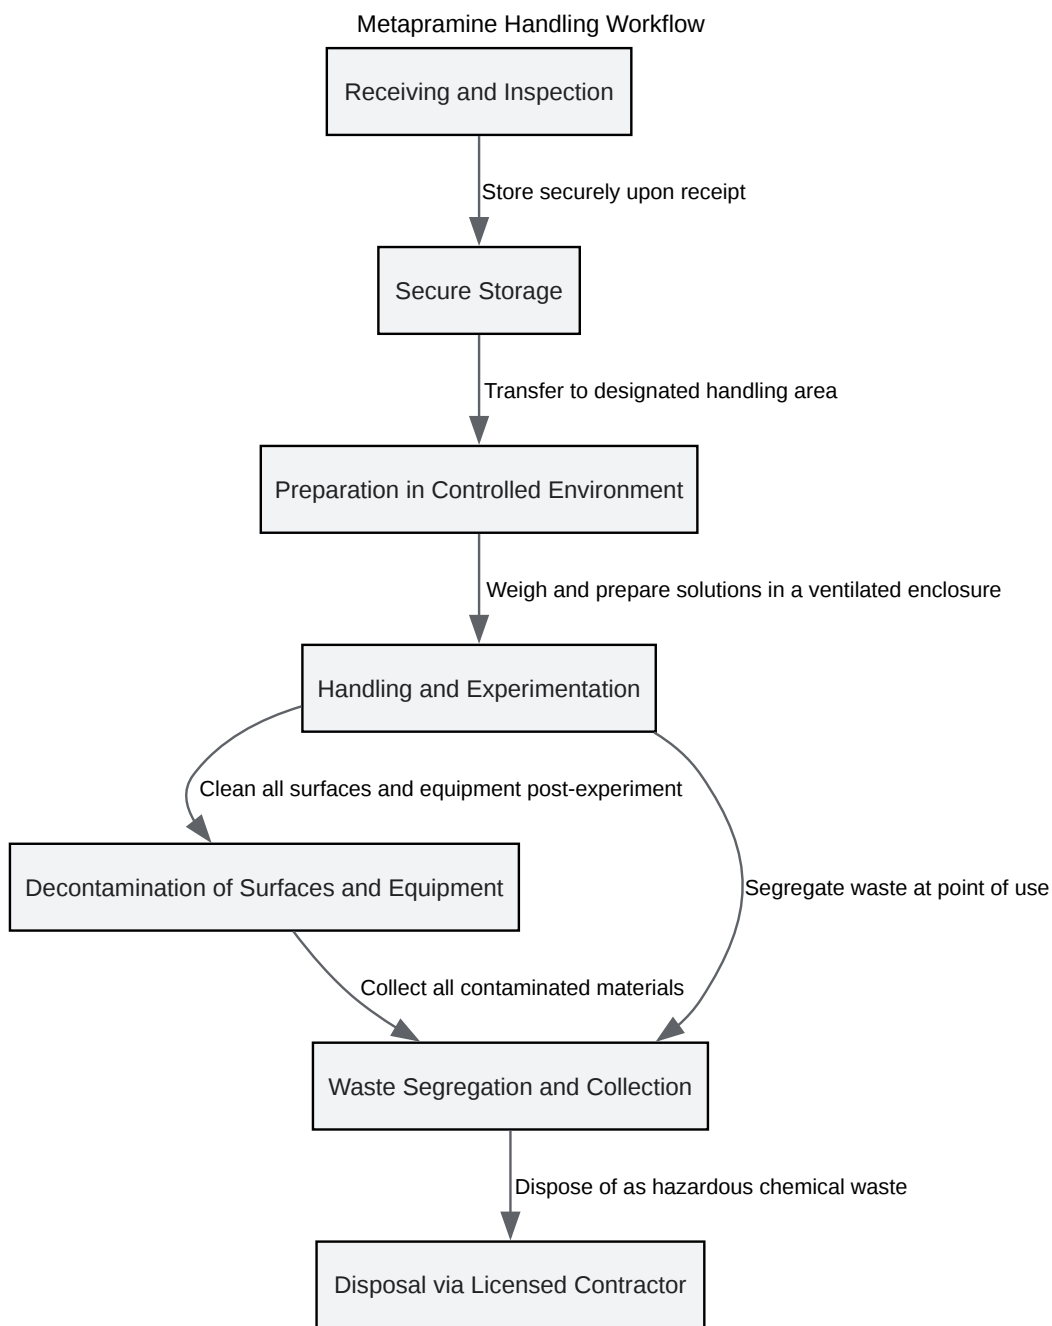 Metapramine Handling Workflow
Receiving and Inspection
Store securely upon receipt
Secure Storage
Transfer to designated handling area
Preparation in Controlled Environment
Weigh and prepare solutions in a ventilated enclosure
Handling and Experimentation
Clean all surfaces and equipment post-experiment
Decontamination of Surfaces and Equipment
Segregate waste at point of use
Collect all contaminated materials
Waste Segregation and Collection
Dispose of as hazardous chemical waste
Disposal via Licensed Contractor